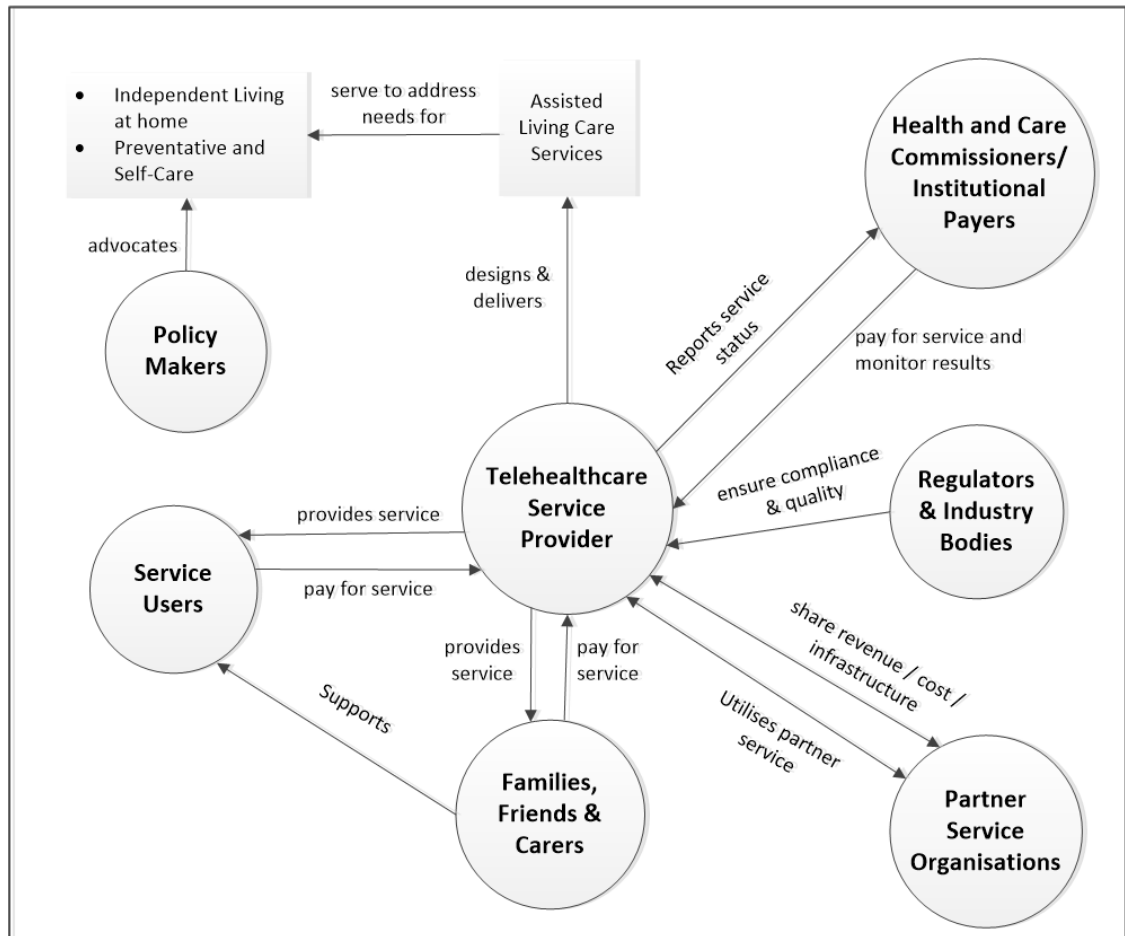 • Independent Living
at home
• Preventative and
Self-Care
serve to address
needs for
Assisted
Living Care
Services
Health and Care
Commissioners/
Institutional
Payers
advocates
designs &
delivers
Policy
Makers
Reports service
status
pay for service and
monitor results
Telehealthcare
Service
Provider
ensure compliance
& quality
Regulators
& Industry
Bodies
provides service
Service
Users
pay for service
provides
service
pay for
service
share revenue / cost /
infrastructure
Supports
Utilises partner
service
Families,
Friends &
Carers
Partner
Service
Organisations